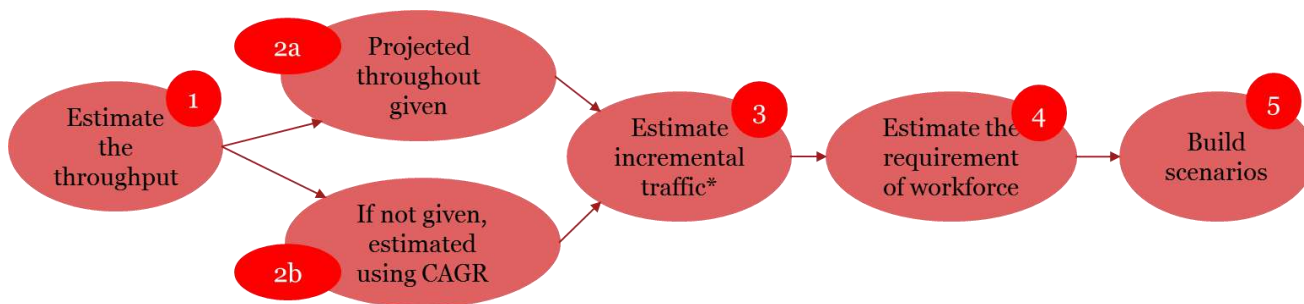 1
Estimate
the
throughput
2a
Projected
throughout
given
2b
If not given,
estimated
using CAGR
3
Estimate
incremental
traffic*
4
Estimate the
requirement
of workforce
5
Build
scenarios